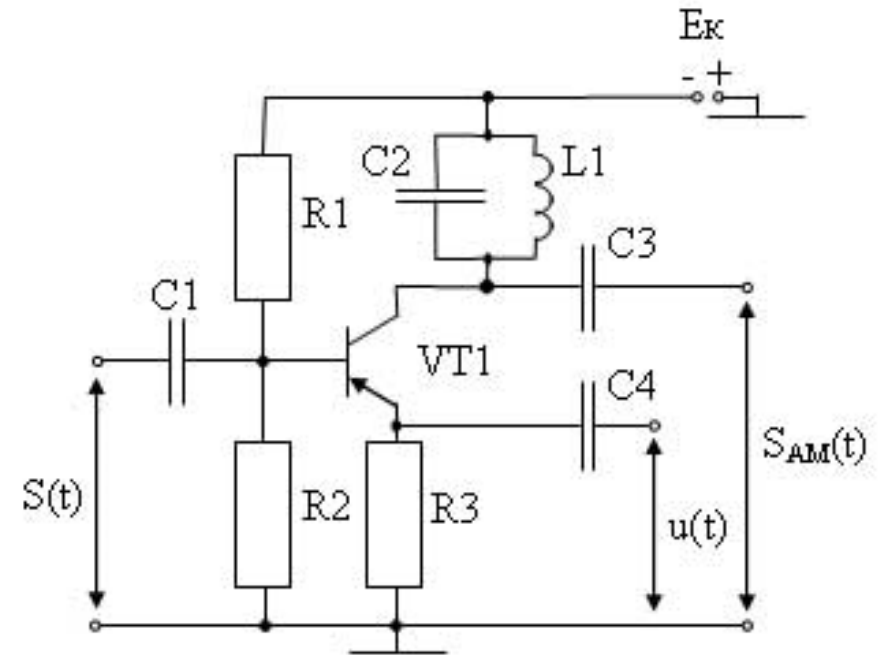 Eк
- +
C2
L1
R1
C3
C1
VT1
C4
S(t)
R2
R3
u(t)
SAM(t)